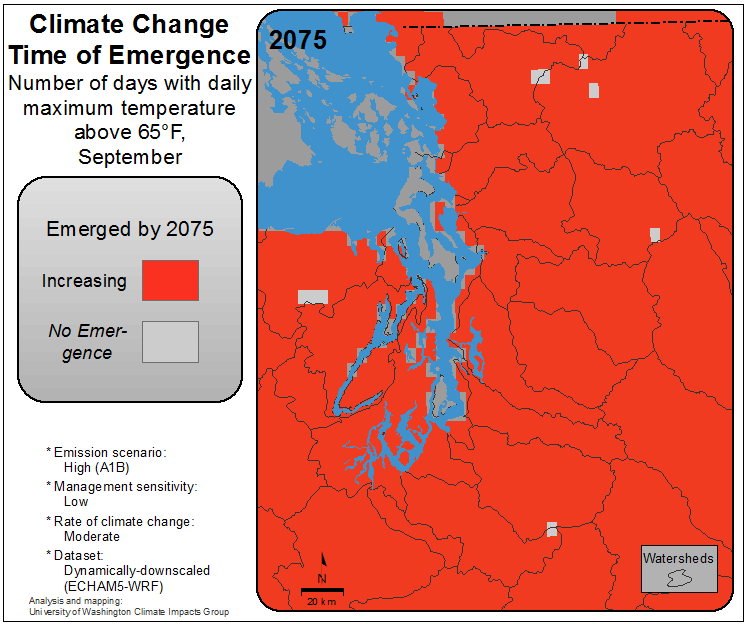 Climate Change
Time of Emergence
Number of days with daily
maximum temperature
above 65°F,
September
Emerged by 2075
Increasing
No Emer-
gence
* Emission scenario:
High (A1B)
* Management sensitivity:
Low
* Rate of climate change:
Moderate
* Dataset:
Dynamically-downscaled
(ECHAM5-WRF)
Analysis and mapping:
University of Washington Climate Impacts Group
2075
N
20 km
Watersheds